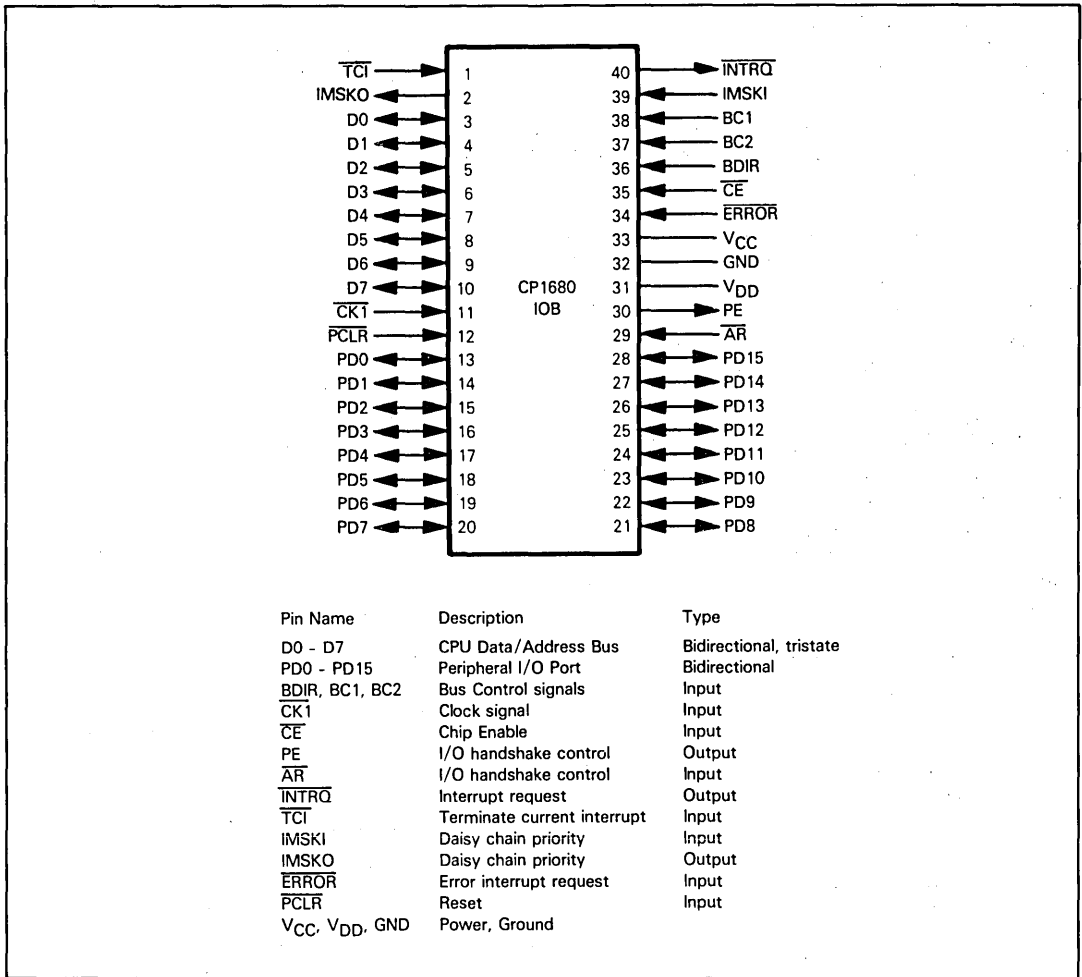 TCI 1 40 INTRQ
IMSKO 2 39 IMSKI
D0 3 38 BC1
D1 4 37 BC2
D2 5 36 BDIR
D3 6 35 CE
D4 7 34 ERROR
D5 8 33 VCC
D6 9 32 GND
D7 10 CP1680 31 VDD
CK1 11 IOB 30 PE
PCLR 12 29 AR
PD0 13 28 PD15
PD1 14 27 PD14
PD2 15 26 PD13
PD3 16 25 PD12
PD4 17 24 PD11
PD5 18 23 PD10
PD6 19 22 PD9
PD7 20 21 PD8
Pin Name Description Type
D0 - D7 CPU Data/Address Bus Bidirectional, tristate
PD0 - PD15 Peripheral I/O Port Bidirectional
BDIR, BC1, BC2 Bus Control signals Input
CK1 Clock signal Input
CE Chip Enable Input
PE I/O handshake control Output
AR I/O handshake control Input
INTRQ Interrupt request Output
TCI Terminate current interrupt Input
IMSKI Daisy chain priority Input
IMSKO Daisy chain priority Output
ERROR Error interrupt request Input
PCLR Reset Input
VCC, VDD, GND Power, Ground